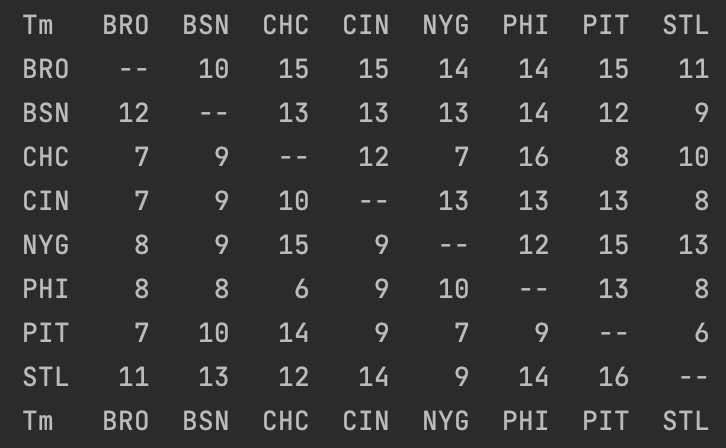 Tm BRO BSN CHC CIN NYG PHI PIT STL
BRO -- 10 15 15 14 14 15 11
BSN 12 -- 13 13 13 14 12 9
CHC 7 9 -- 12 7 16 8 10
CIN 7 9 10 -- 13 13 13 8
NYG 8 9 15 9 -- 12 15 13
PHI 8 8 6 9 10 -- 13 8
PIT 7 10 14 9 7 9 -- 6
STL 11 13 12 14 9 14 16 --
Tm BRO BSN CHC CIN NYG PHI PIT STL